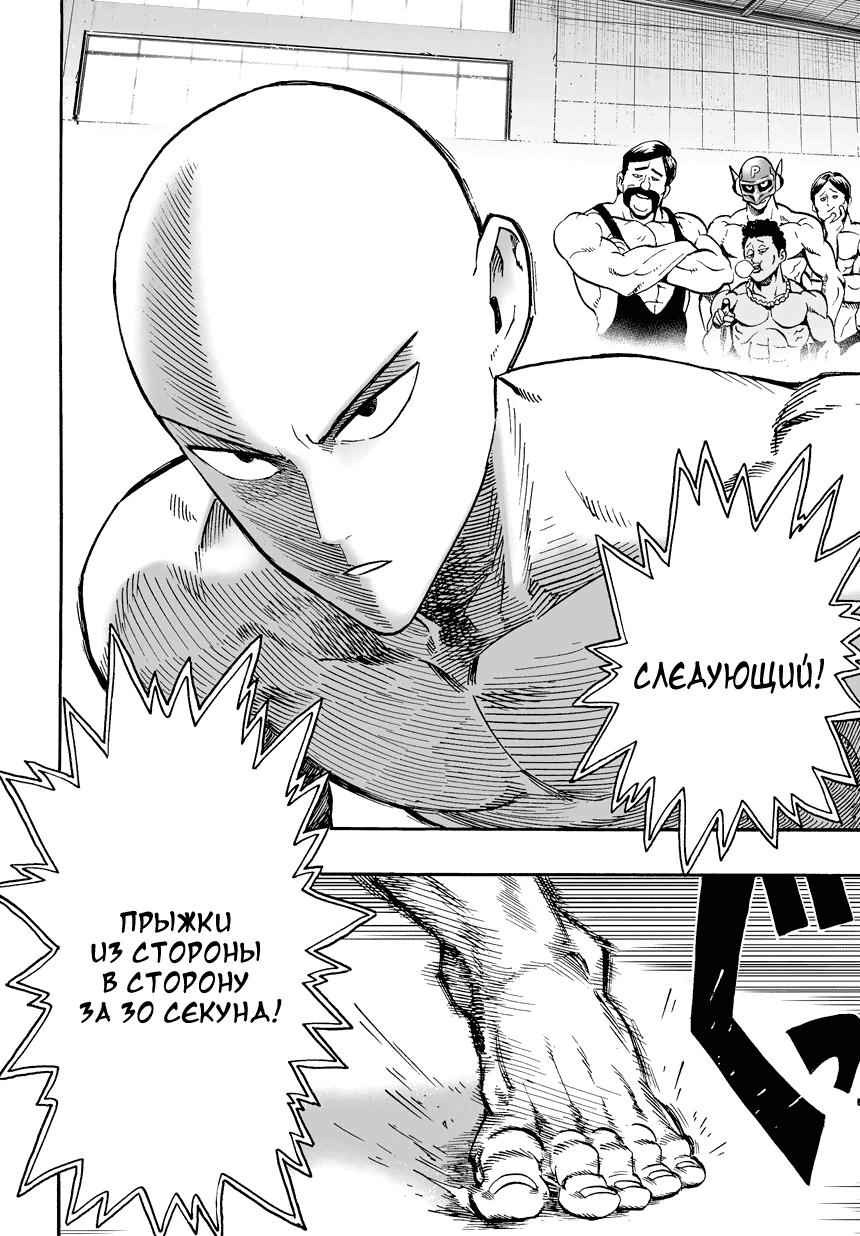 P
СЛЕДУЮЩИЙ!
ПРЫЖКИ
ИЗ СТОРОНЫ
В СТОРОНУ
ЗА 30 СЕКУНД!